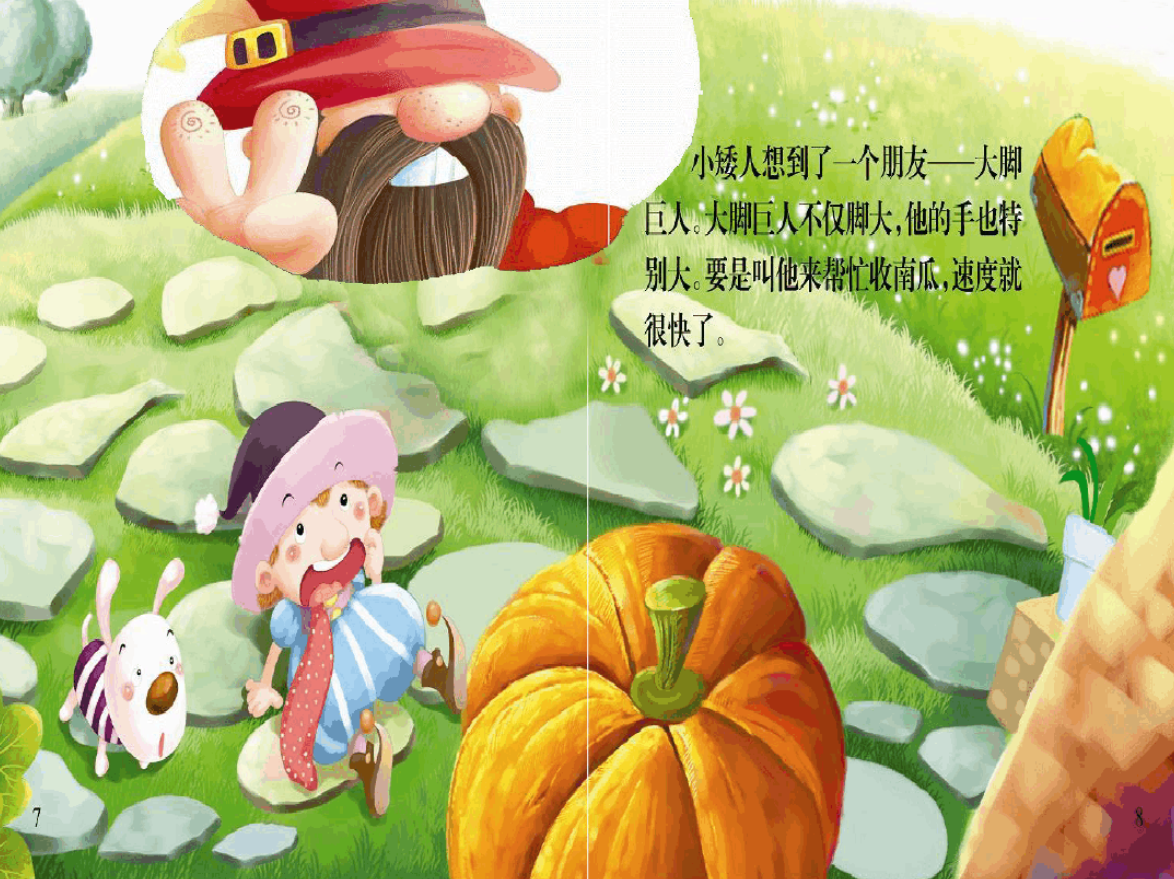 小矮人想到了一个朋友——大脚
巨人。大脚巨人不仅脚大,他的手也特
别大。要是叫他来帮忙收南瓜,速度就
很快了。
7
8